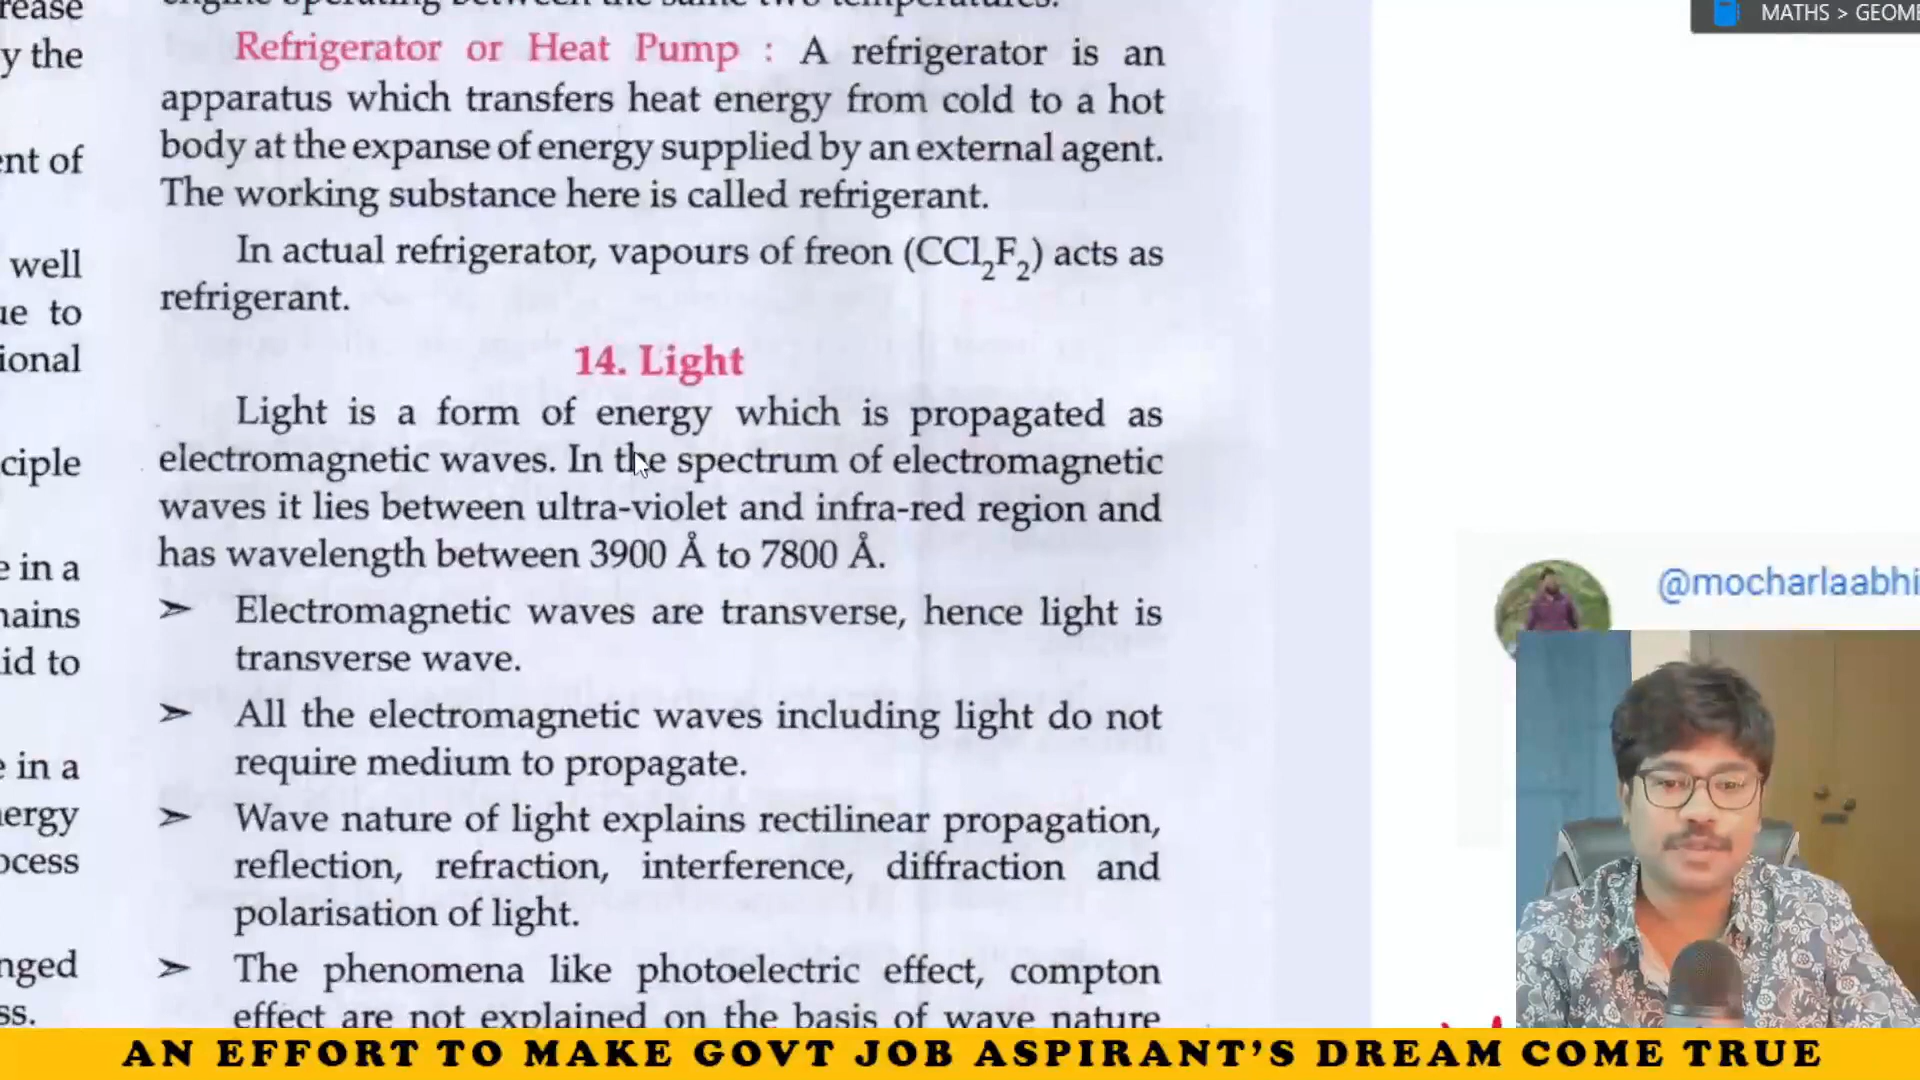 rease
y the
ent of
well
ue to
ional
ciple
e in a
nains
id to
e in a
ergy
ocess
nged
ss.
engine operating between the same two temperatures.
Refrigerator or Heat Pump : A refrigerator is an
apparatus which transfers heat energy from cold to a hot
body at the expanse of energy supplied by an external agent.
The working substance here is called refrigerant.
In actual refrigerator, vapours of freon (CCl₂F₂) acts as
refrigerant.
14. Light
Light is a form of energy which is propagated as
electromagnetic waves. In the spectrum of electromagnetic
waves it lies between ultra-violet and infra-red region and
has wavelength between 3900 Å to 7800 Å.
➢ Electromagnetic waves are transverse, hence light is
transverse wave.
➢ All the electromagnetic waves including light do not
require medium to propagate.
➢ Wave nature of light explains rectilinear propagation,
reflection, refraction, interference, diffraction and
polarisation of light.
➢ The phenomena like photoelectric effect, compton
effect are not explained on the basis of wave nature
MATHS > GEOME
@mocharlaabhi
AN EFFORT TO MAKE GOVT JOB ASPIRANT'S DREAM COME TRUE